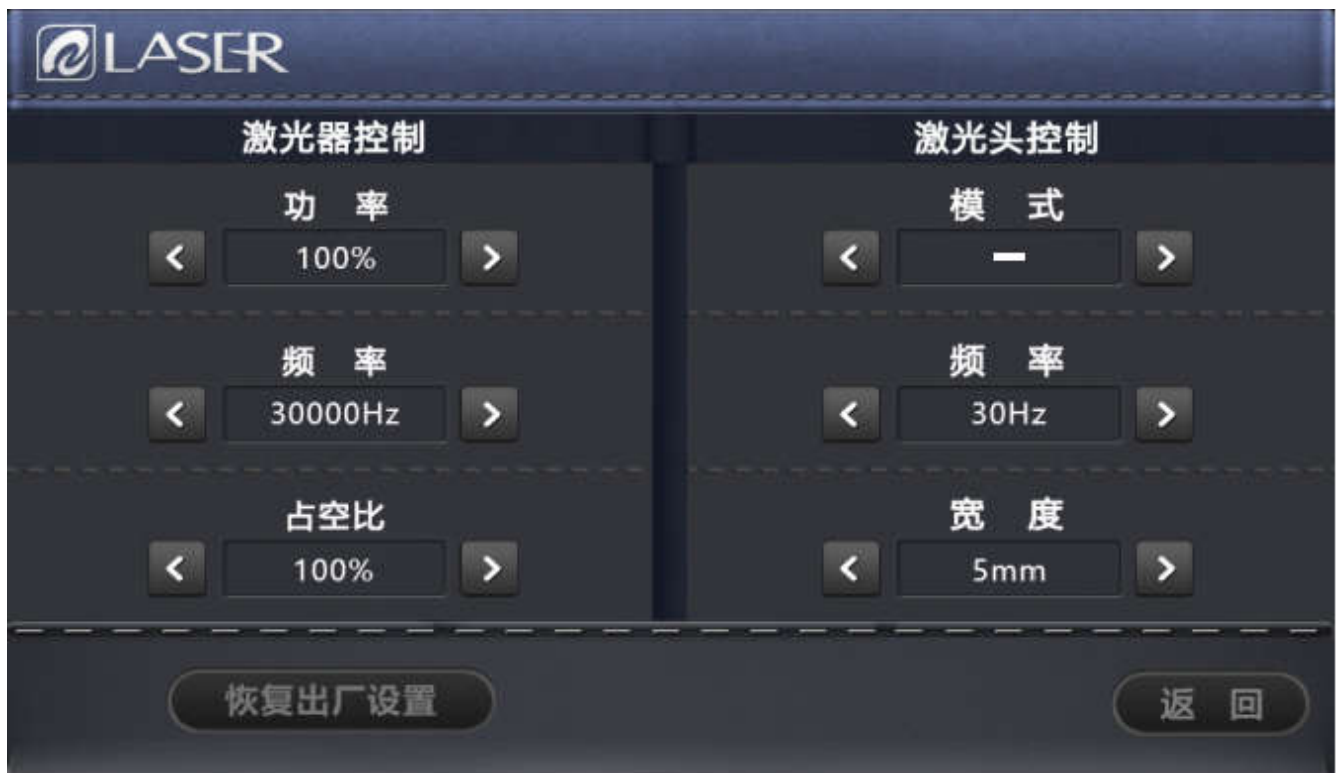 LASER
激光器控制
功 率
100%
频 率
30000Hz
占空比
100%
激光头控制
模 式
频 率
30Hz
宽 度
5mm
恢复出厂设置
返 回